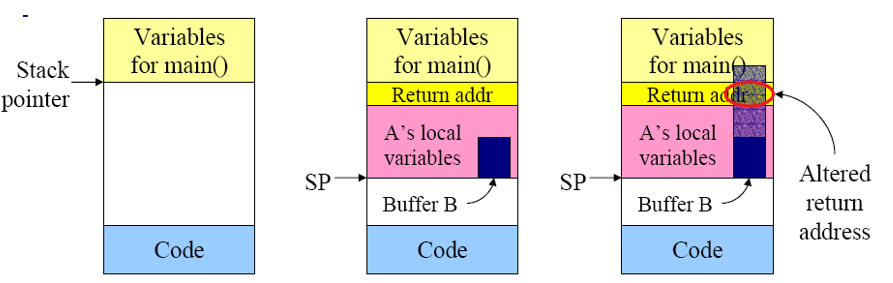 Variables
for main()
Stack
pointer
Code
Variables
for main()
Return addr
A's local
variables
SP
Buffer B
Code
Variables
for main()
Return addr
A's local
variables
SP
Buffer B
Code
Altered
return
address